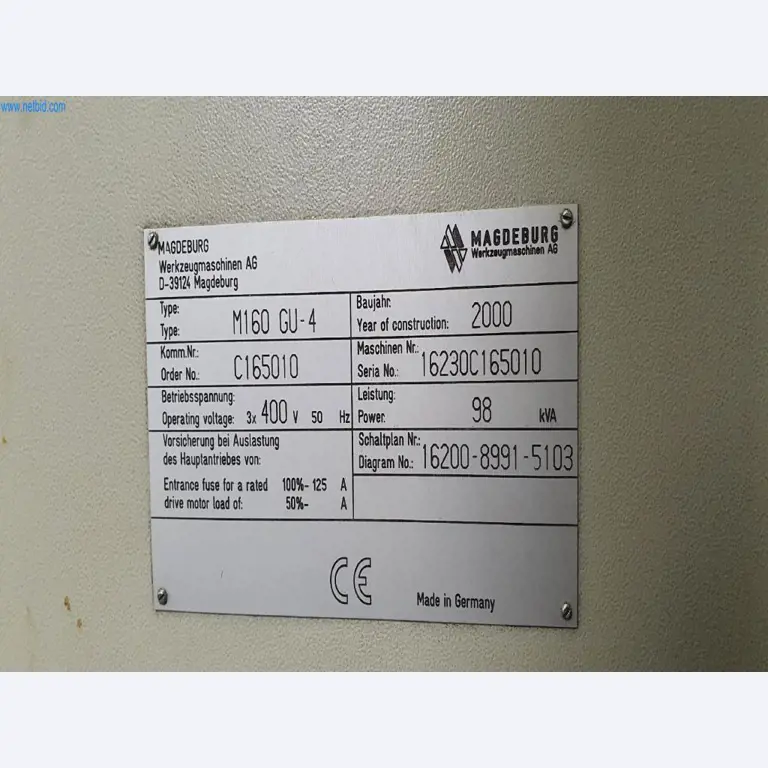 www.netbid.com
MAGDEBURG
Werkzeugmaschinen AG
D-39124 Magdeburg
MAGDEBURG
Werkzeugmaschinen AG
Type:
Type: M160 GU-4
Baujahr:
Year of construction: 2000
Komm.Nr.:
Order No.: C165010
Maschinen Nr.:
Seria No.: 16230C165010
Betriebsspannung:
Operating voltage: 3x 400 V 50 Hz
Leistung:
Power: 98 kVA
Vorsicherung bei Auslastung
des Hauptantriebes von:
Entrance fuse for a rated 100%- 125 A
drive motor load of: 50%- A
Schaltplan Nr.:
Diagram No.: 16200-8991-5103
CE
Made in Germany